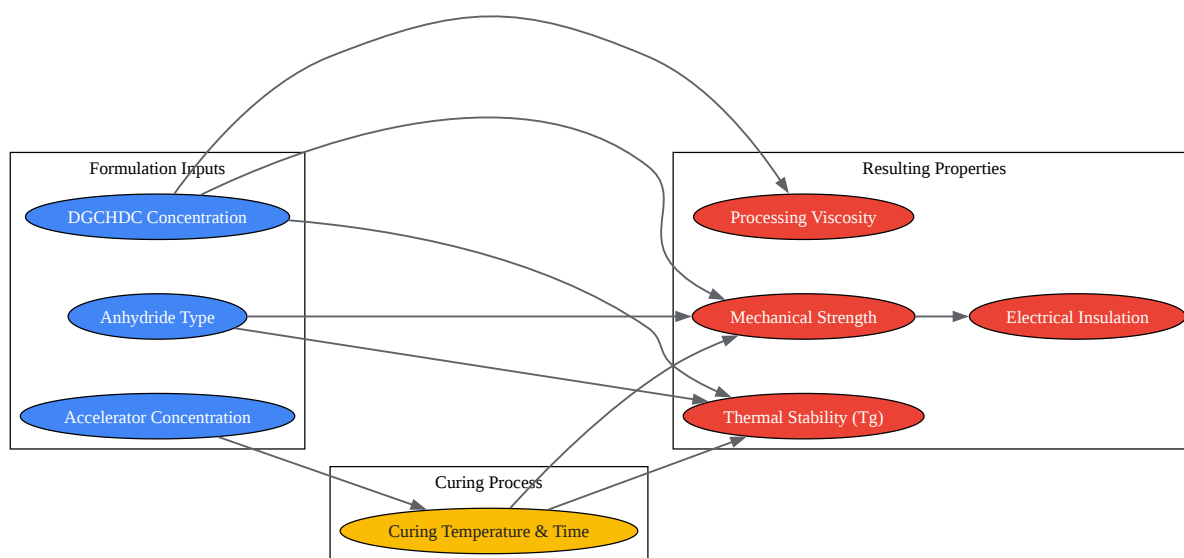 Formulation Inputs
DGCHDC Concentration
Anhydride Type
Accelerator Concentration
Curing Process
Curing Temperature & Time
Resulting Properties
Processing Viscosity
Mechanical Strength
Electrical Insulation
Thermal Stability (Tg)